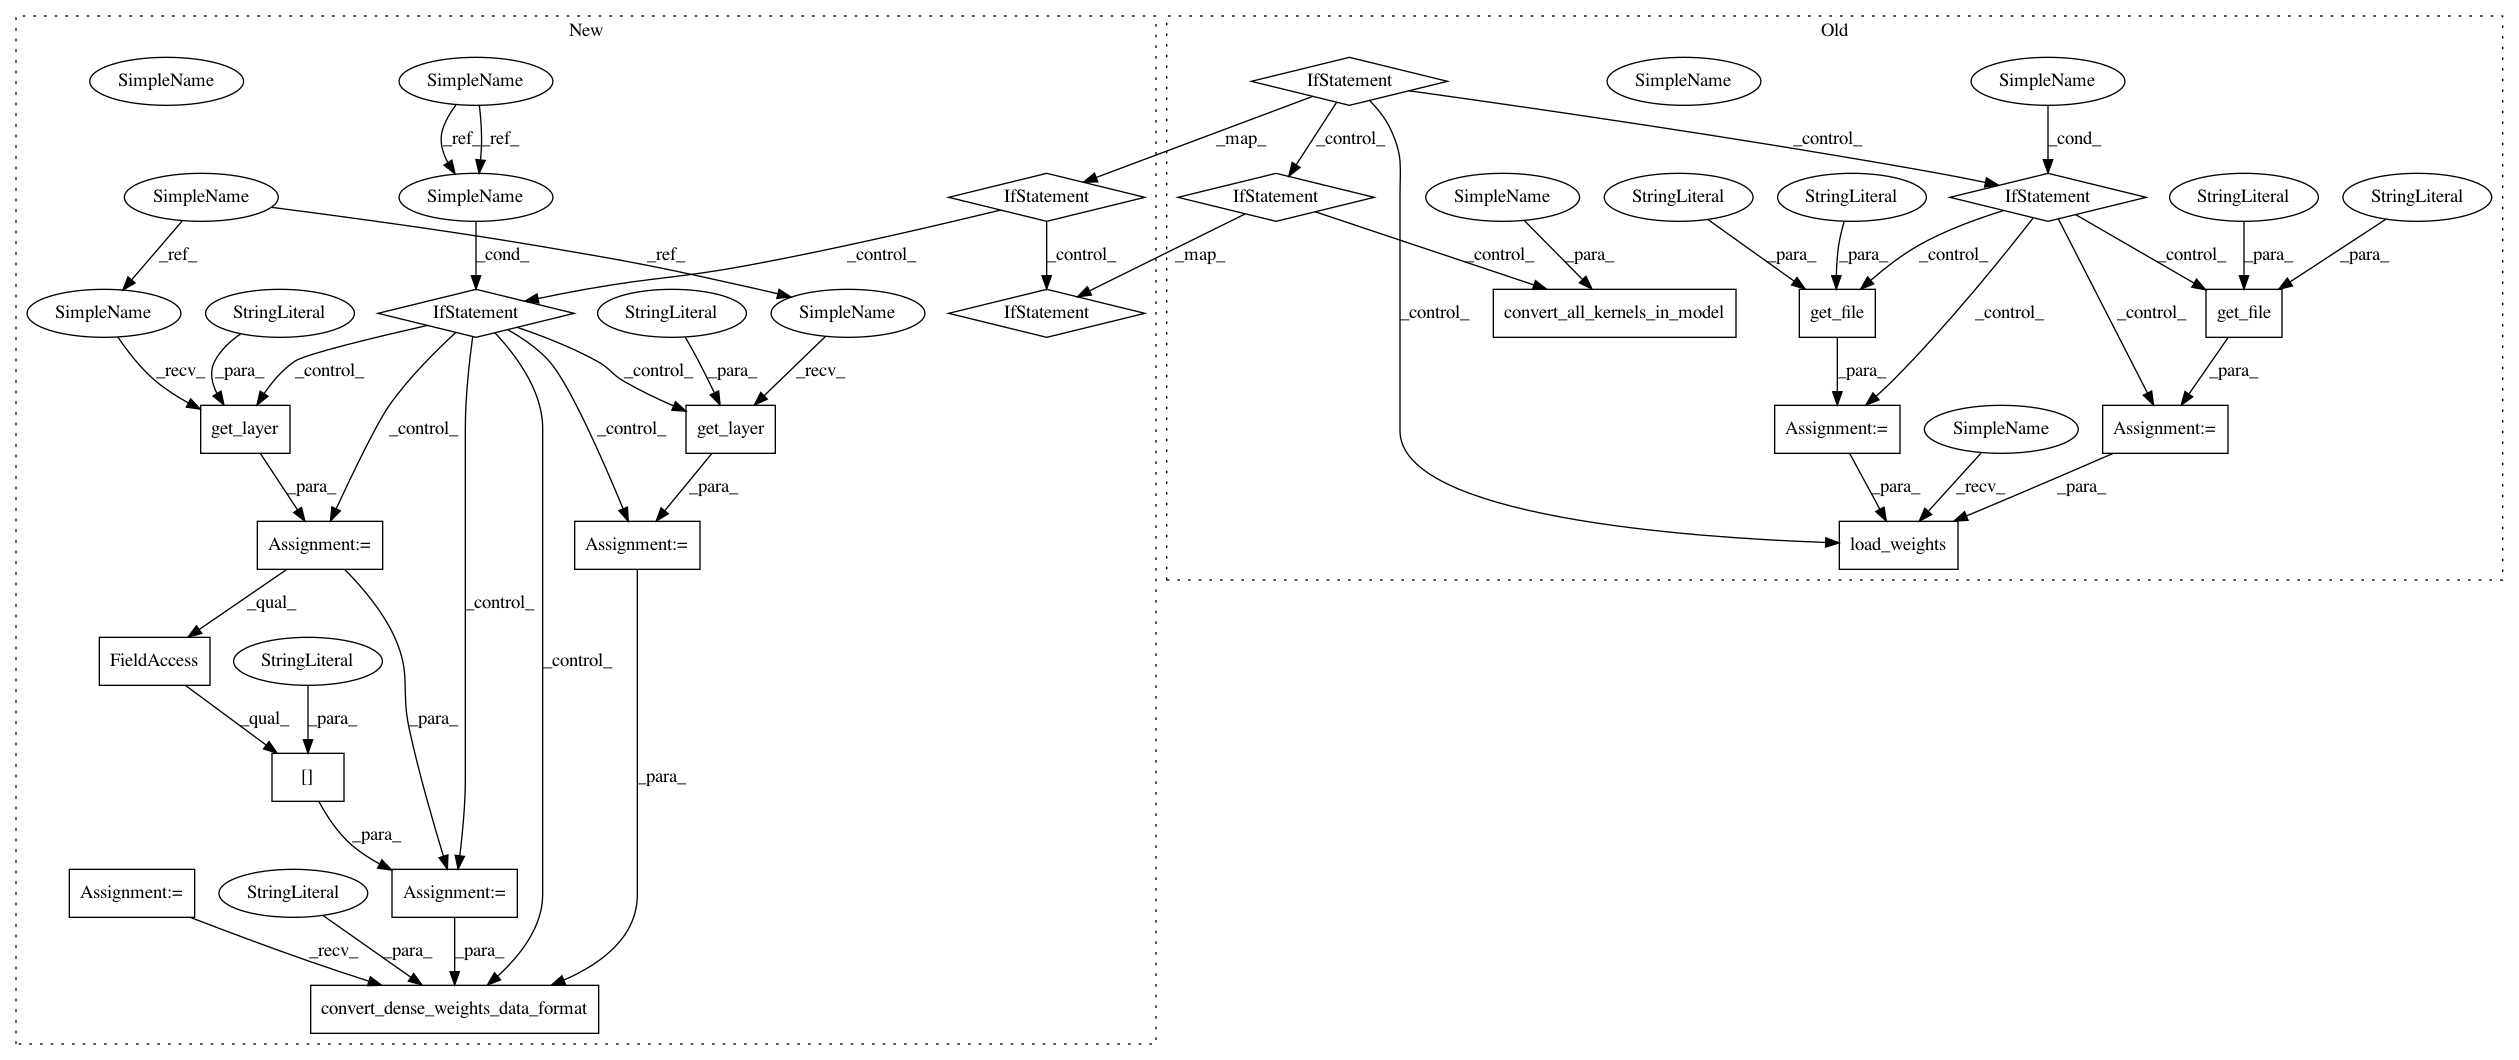 New
Old
SimpleName
SimpleName
IfStatement
SimpleName
SimpleName
_ref_
_ref_
_map_
_control_
_control_
_cond_
SimpleName
SimpleName
IfStatement
IfStatement
SimpleName
StringLiteral
StringLiteral
IfStatement
StringLiteral
StringLiteral
_ref_
_cond_
_ref_
_control_
_control_
_map_
_control_
_para_
_para_
_para_
_control_
_control_
_para_
_para_
SimpleName
StringLiteral
IfStatement
StringLiteral
SimpleName
IfStatement
_control_
convert_all_kernels_in_model
get_file
_control_
_control_
get_file
_recv_
_para_
_control_
_control_
_para_
_recv_
_para_
_para_
get_layer
_control_
_control_
get_layer
Assignment:=
SimpleName
Assignment:=
_para_
_para_
_para_
_recv_
_para_
Assignment:=
Assignment:=
load_weights
_qual_
_control_
FieldAccess
StringLiteral
_control_
_qual_
_para_
_para_
[]
_para_
_para_
Assignment:=
StringLiteral
Assignment:=
_recv_
_para_
_para_
convert_dense_weights_data_format